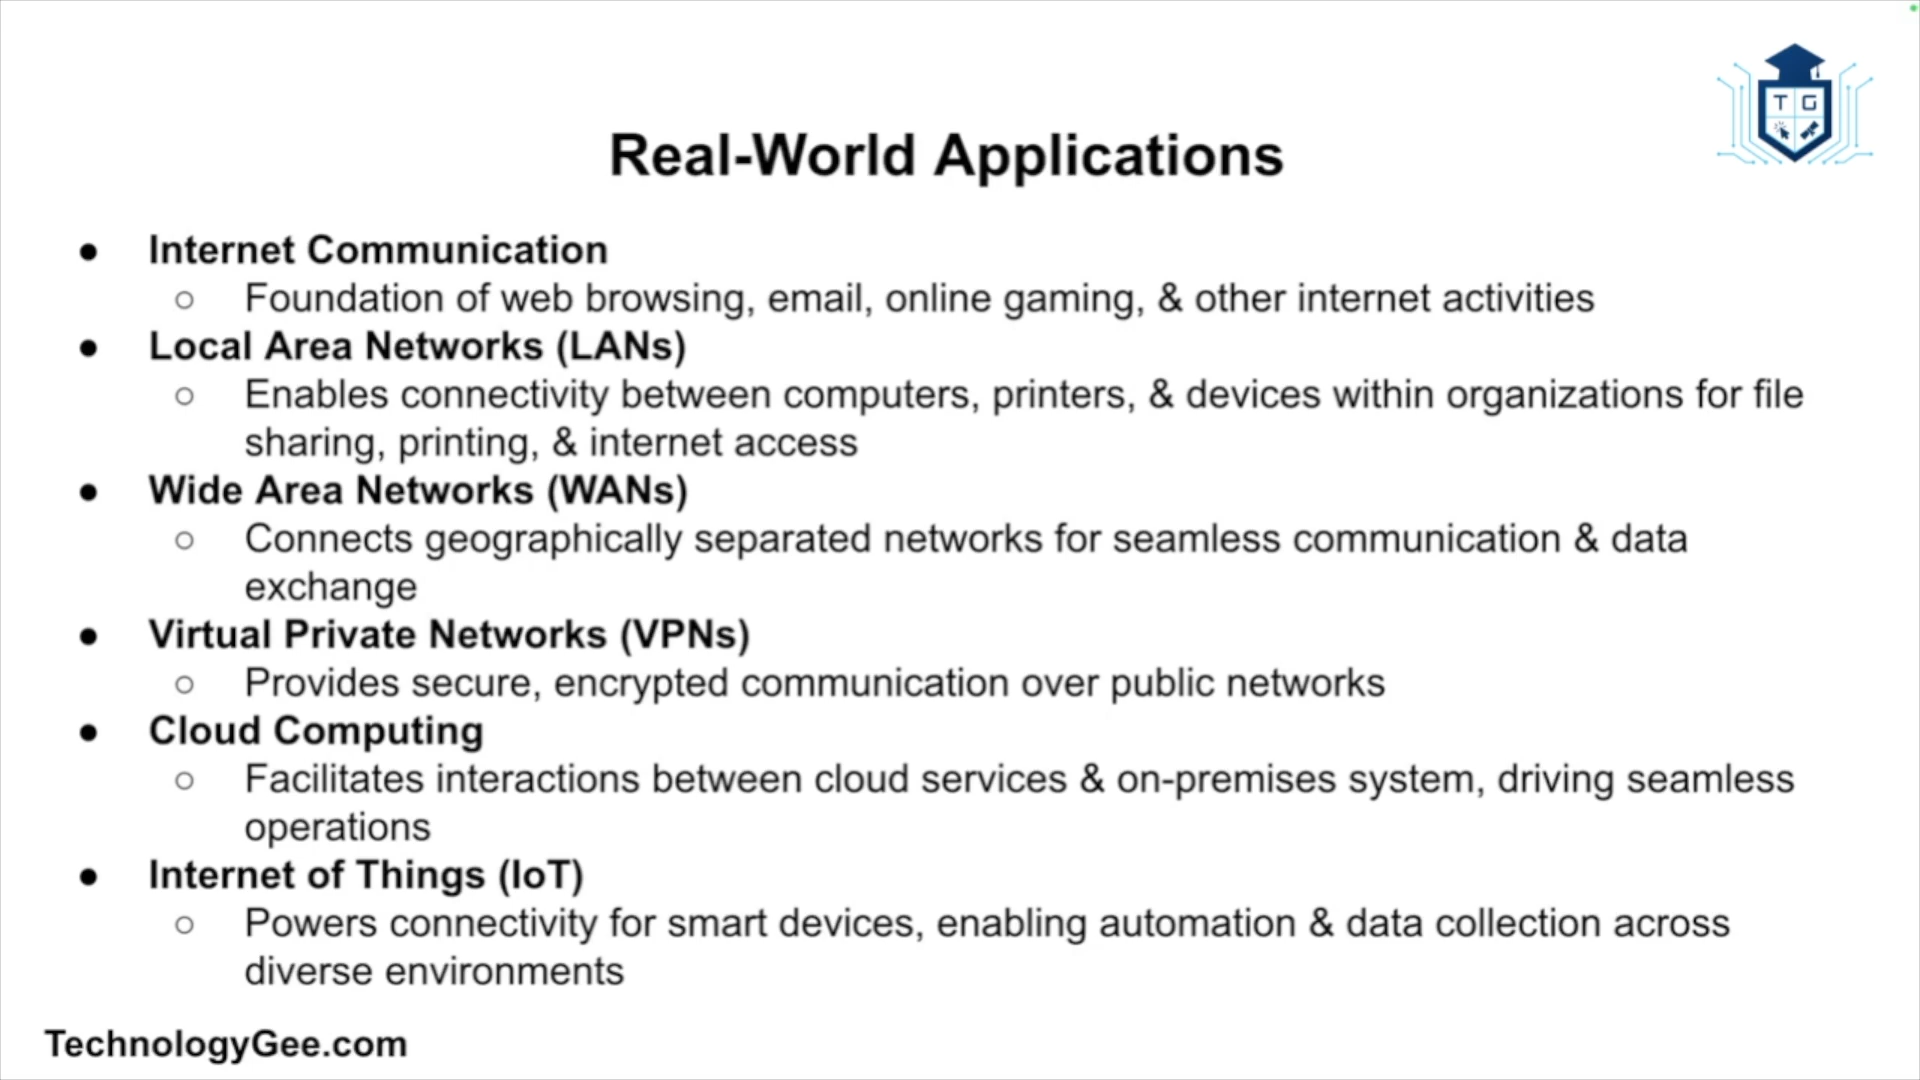 T G
Real-World Applications
● Internet Communication
○ Foundation of web browsing, email, online gaming, & other internet activities
● Local Area Networks (LANs)
○ Enables connectivity between computers, printers, & devices within organizations for file
sharing, printing, & internet access
● Wide Area Networks (WANs)
○ Connects geographically separated networks for seamless communication & data
exchange
● Virtual Private Networks (VPNs)
○ Provides secure, encrypted communication over public networks
● Cloud Computing
○ Facilitates interactions between cloud services & on-premises system, driving seamless
operations
● Internet of Things (IoT)
○ Powers connectivity for smart devices, enabling automation & data collection across
diverse environments
TechnologyGee.com